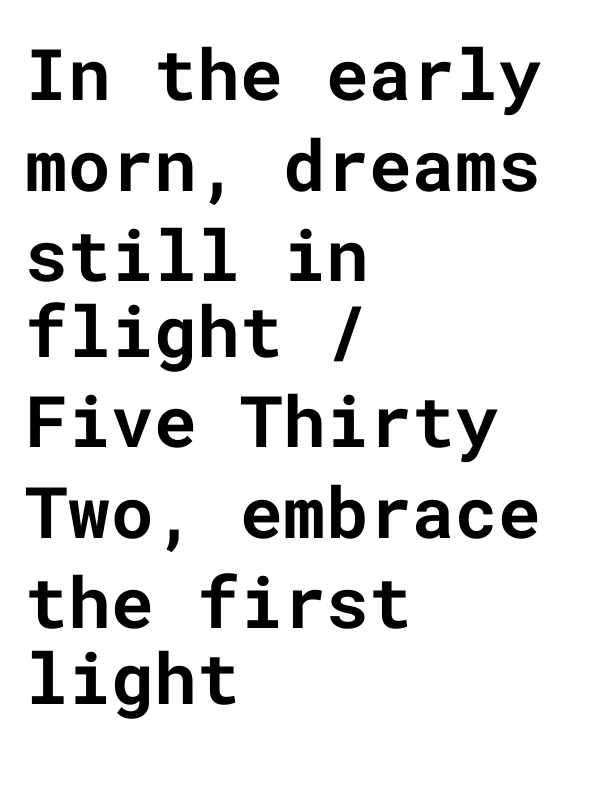 In the early
morn, dreams
still in
flight /
Five Thirty
Two, embrace
the first
light